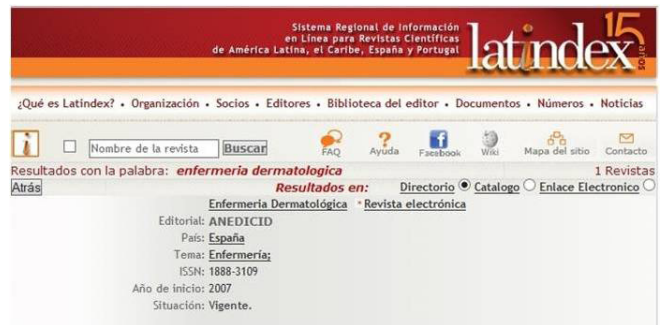 Sistema Regional de Información
en Línea para Revistas Científicas
de América Latina, el Caribe, España y Portugal
latindex
15 años
¿Qué es Latindex? • Organización • Socios • Editores • Biblioteca del editor • Documentos • Números • Noticias
i Nombre de la revista Buscar FAQ Ayuda Facebook Wiki Mapa del sitio Contacto
Resultados con la palabra: enfermeria dermatologica 1 Revistas
Atrás Resultados en: Directorio Catalogo Enlace Electronico
Enfermería Dermatológica * Revista electrónica
Editorial: ANEDICID
País: España
Tema: Enfermería;
ISSN: 1888-3109
Año de inicio: 2007
Situación: Vigente.